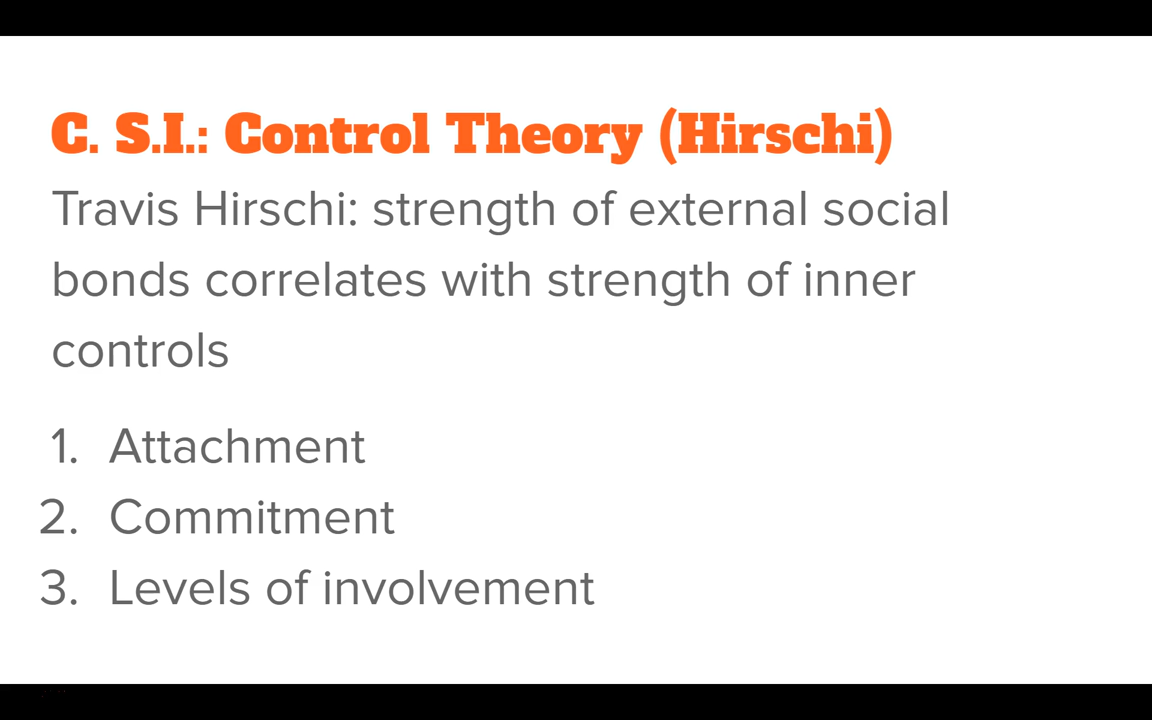 C. S.I.: Control Theory (Hirschi)
Travis Hirschi: strength of external social
bonds correlates with strength of inner
controls
1. Attachment
2. Commitment
3. Levels of involvement